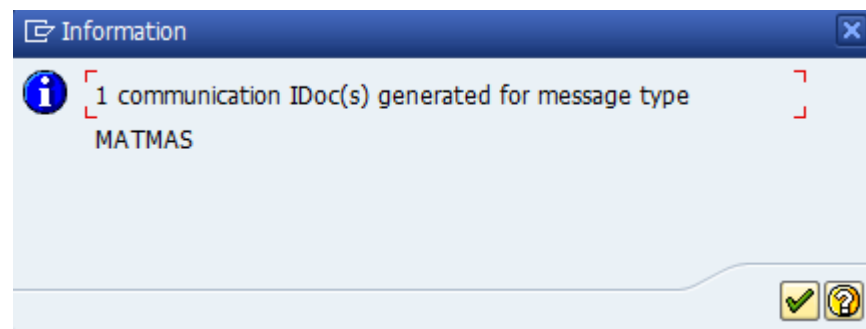 Information
1 communication IDoc(s) generated for message type
MATMAS